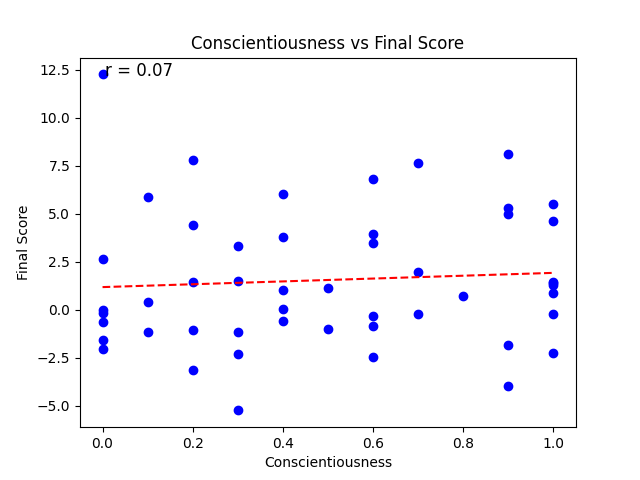 Conscientiousness vs Final Score
r = 0.07
12.5
10.0
7.5
5.0
2.5
0.0
−2.5
−5.0
Final Score
0.0 0.2 0.4 0.6 0.8 1.0
Conscientiousness